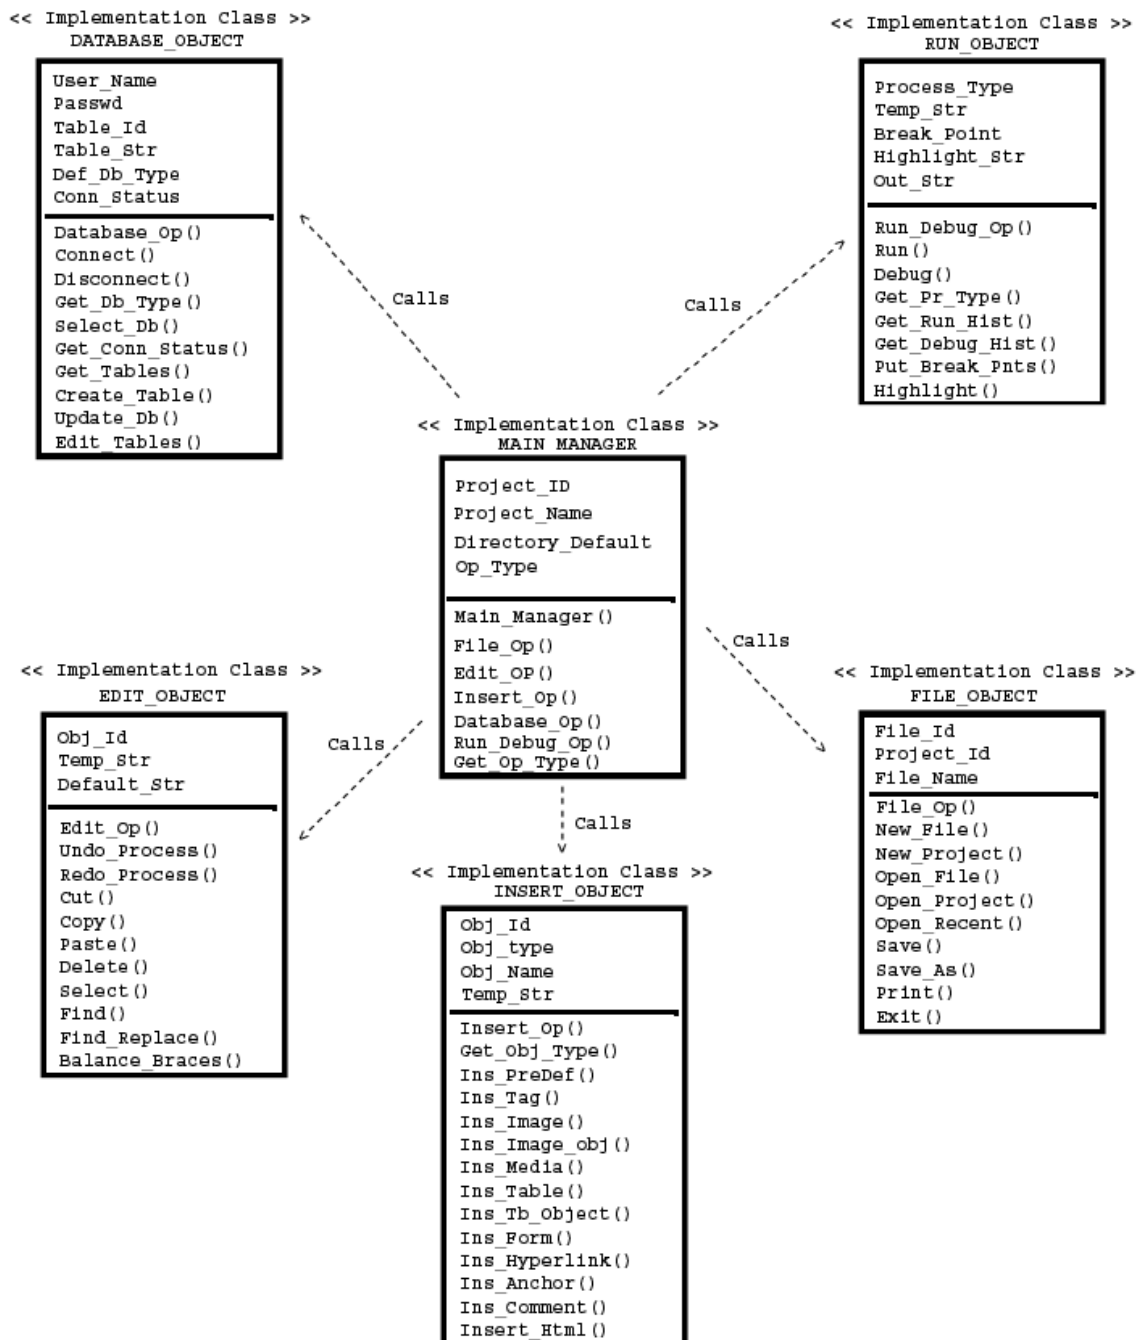 << Implementation Class >>
DATABASE_OBJECT
User_Name
Passwd
Table_Id
Table_Str
Def_Db_Type
Conn_Status
Database_Op()
Connect()
Disconnect()
Get_Db_Type()
Select_Db()
Get_Conn_Status()
Get_Tables()
Create_Table()
Update_Db()
Edit_Tables()
<< Implementation Class >>
RUN_OBJECT
Process_Type
Temp_Str
Break_Point
Highlight_Str
Out_Str
Run_Debug_Op()
Run()
Debug()
Get_Pr_Type()
Get_Run_Hist()
Get_Debug_Hist()
Put_Break_Pnts()
Highlight()
Calls
Calls
<< Implementation Class >>
MAIN MANAGER
Project_ID
Project_Name
Directory_Default
Op_Type
Main_Manager()
File_Op()
Edit_OP()
Insert_Op()
Database_Op()
Run_Debug_Op()
Get_Op_Type()
Calls
Calls
Calls
<< Implementation Class >>
EDIT_OBJECT
Obj_Id
Temp_Str
Default_Str
Edit_Op()
Undo_Process()
Redo_Process()
Cut()
Copy()
Paste()
Delete()
Select()
Find()
Find_Replace()
Balance_Braces()
<< Implementation Class >>
INSERT_OBJECT
Obj_Id
Obj_type
Obj_Name
Temp_Str
Insert_Op()
Get_Obj_Type()
Ins_PreDef()
Ins_Tag()
Ins_Image()
Ins_Image_obj()
Ins_Media()
Ins_Table()
Ins_Tb_Object()
Ins_Form()
Ins_Hyperlink()
Ins_Anchor()
Ins_Comment()
Insert_Html()
<< Implementation Class >>
FILE_OBJECT
File_Id
Project_Id
File_Name
File_Op()
New_File()
New_Project()
Open_File()
Open_Project()
Open_Recent()
Save()
Save_As()
Print()
Exit()